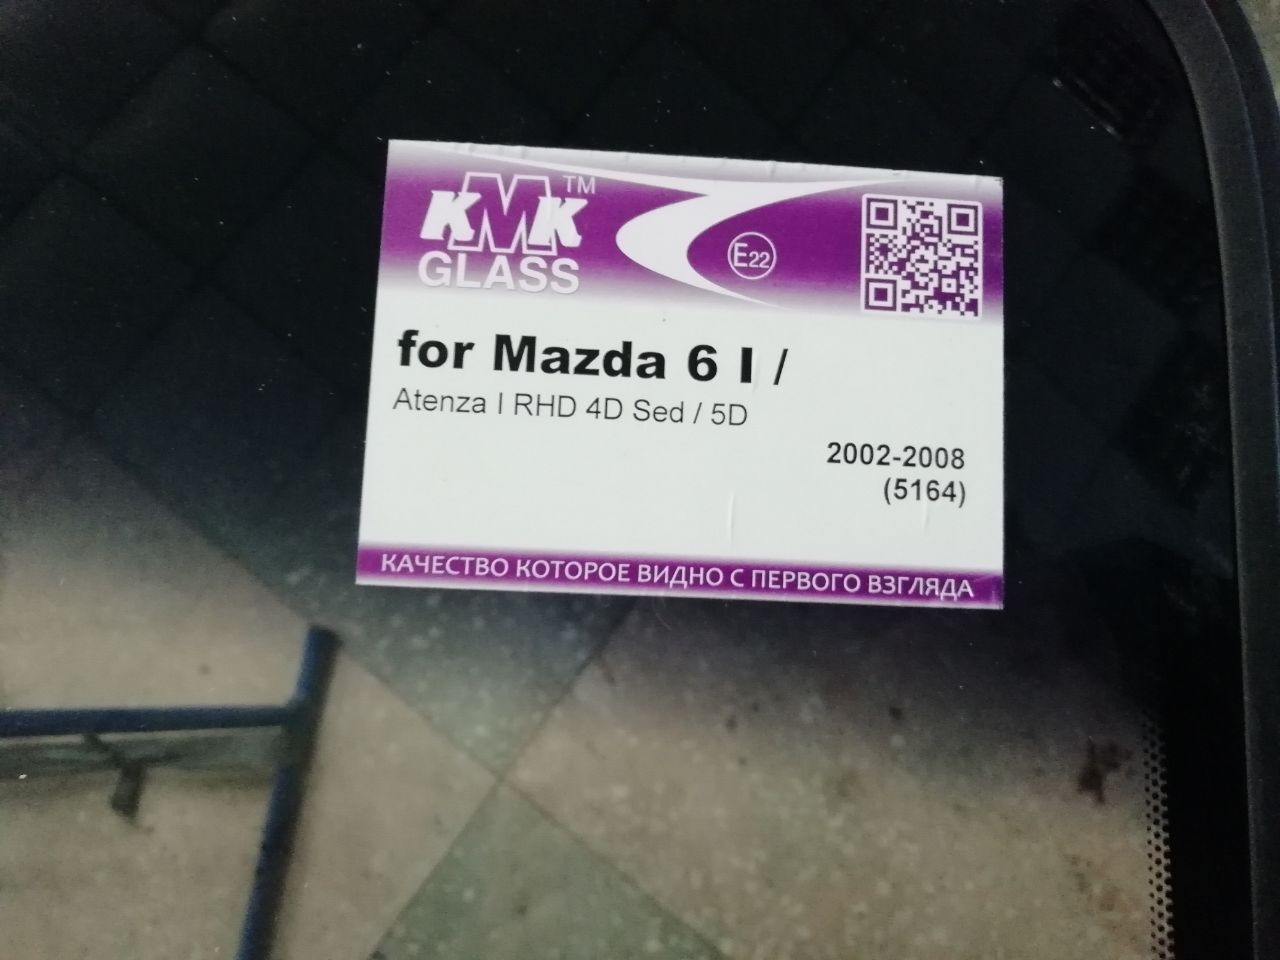 KMK™
GLASS
E22
for Mazda 6 I /
Atenza I RHD 4D Sed / 5D
2002-2008
(5164)
КАЧЕСТВО КОТОРОЕ ВИДНО С ПЕРВОГО ВЗГЛЯДА